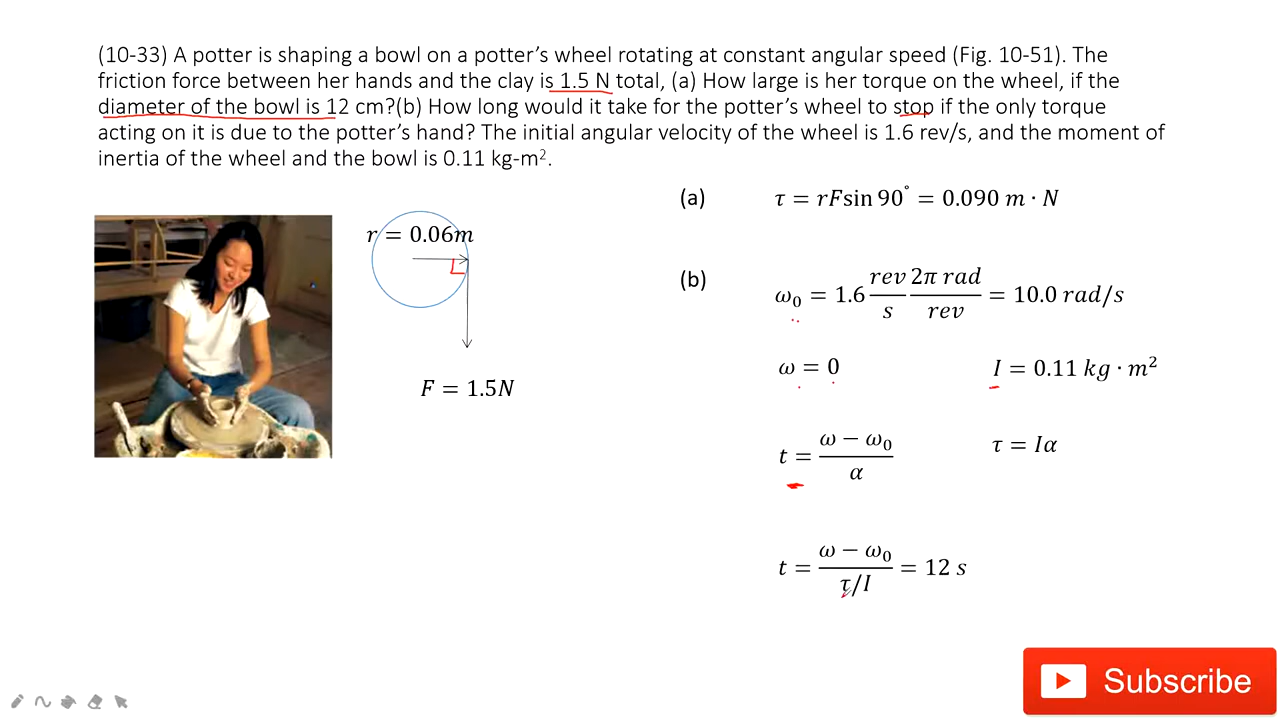 (10-33) A potter is shaping a bowl on a potter’s wheel rotating at constant angular speed (Fig. 10-51). The
friction force between her hands and the clay is 1.5 N total, (a) How large is her torque on the wheel, if the
diameter of the bowl is 12 cm?(b) How long would it take for the potter’s wheel to stop if the only torque
acting on it is due to the potter’s hand? The initial angular velocity of the wheel is 1.6 rev/s, and the moment of
inertia of the wheel and the bowl is 0.11 kg-m².
r = 0.06m
F = 1.5N
(a) τ = rFsin 90° = 0.090 m · N
(b) ω₀ = 1.6 rev/s 2π rad/rev = 10.0 rad/s
ω = 0 I = 0.11 kg · m²
t = (ω − ω₀)/α τ = Iα
t = (ω − ω₀)/(τ/I) = 12 s
Subscribe